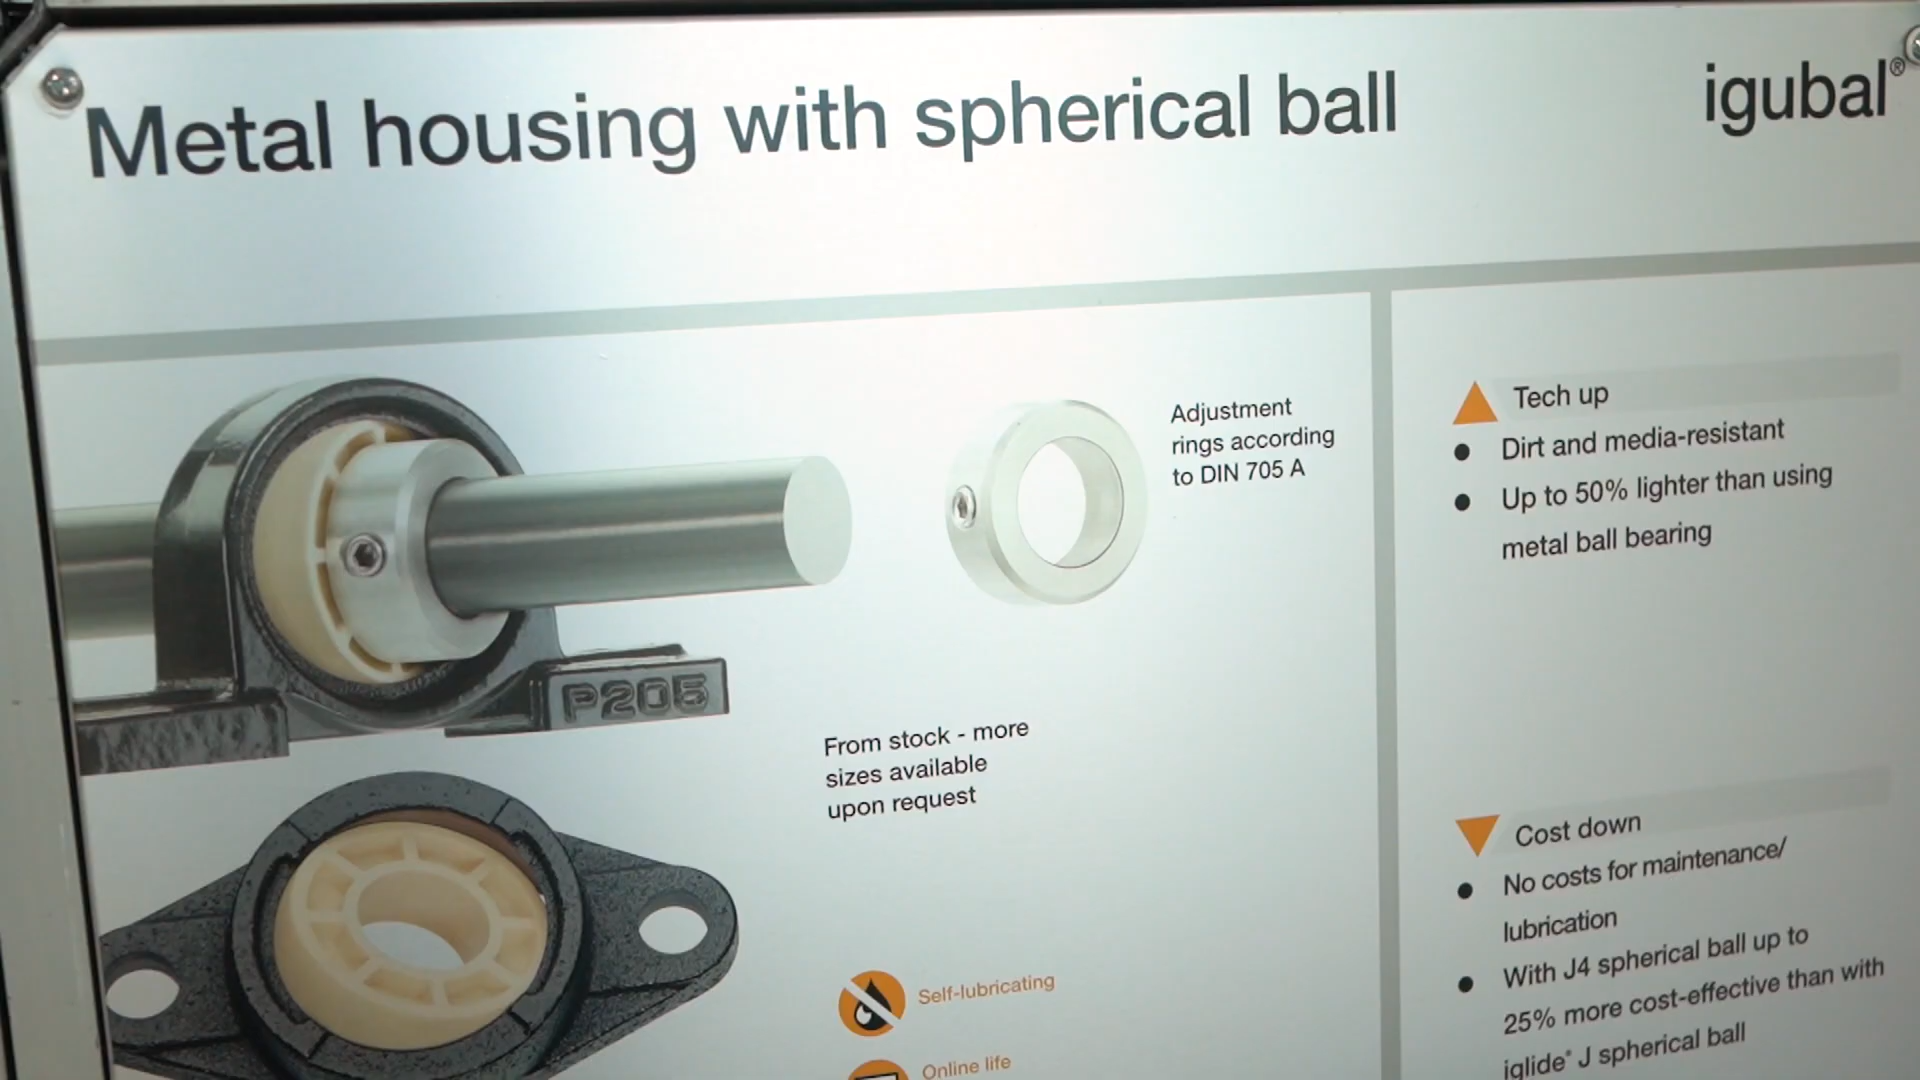 Metal housing with spherical ball
igubal®
Adjustment
rings according
to DIN 705 A
P205
From stock - more
sizes available
upon request
Self-lubricating
Online life
Tech up
● Dirt and media-resistant
● Up to 50% lighter than using
metal ball bearing
Cost down
● No costs for maintenance/
lubrication
● With J4 spherical ball up to
25% more cost-effective than with
iglide® J spherical ball